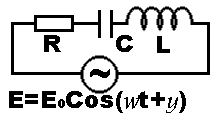 R C L
~
E=E₀Cos(wt+y)